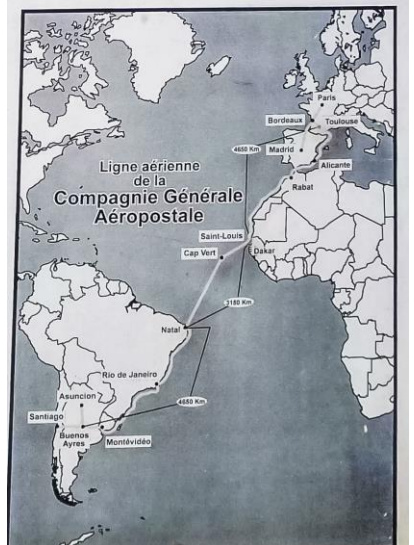 Paris
Bordeaux
Toulouse
4650 Km
Madrid
Alicante
Ligne aérienne
de la
Compagnie Générale
Aéropostale
Rabat
Saint-Louis
Dakar
Cap Vert
3180 Km
Natal
Rio de Janeiro
Asuncion
4650 Km
Santiago
Buenos
Ayres
Montévidéo